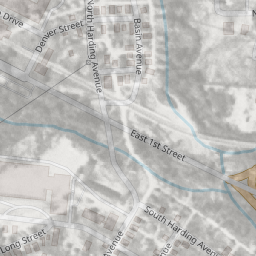 Drive
Denver Street
North Harding Avenue
Basin Avenue
East 1st Street
South Harding Avenue
Long Street
Avenue